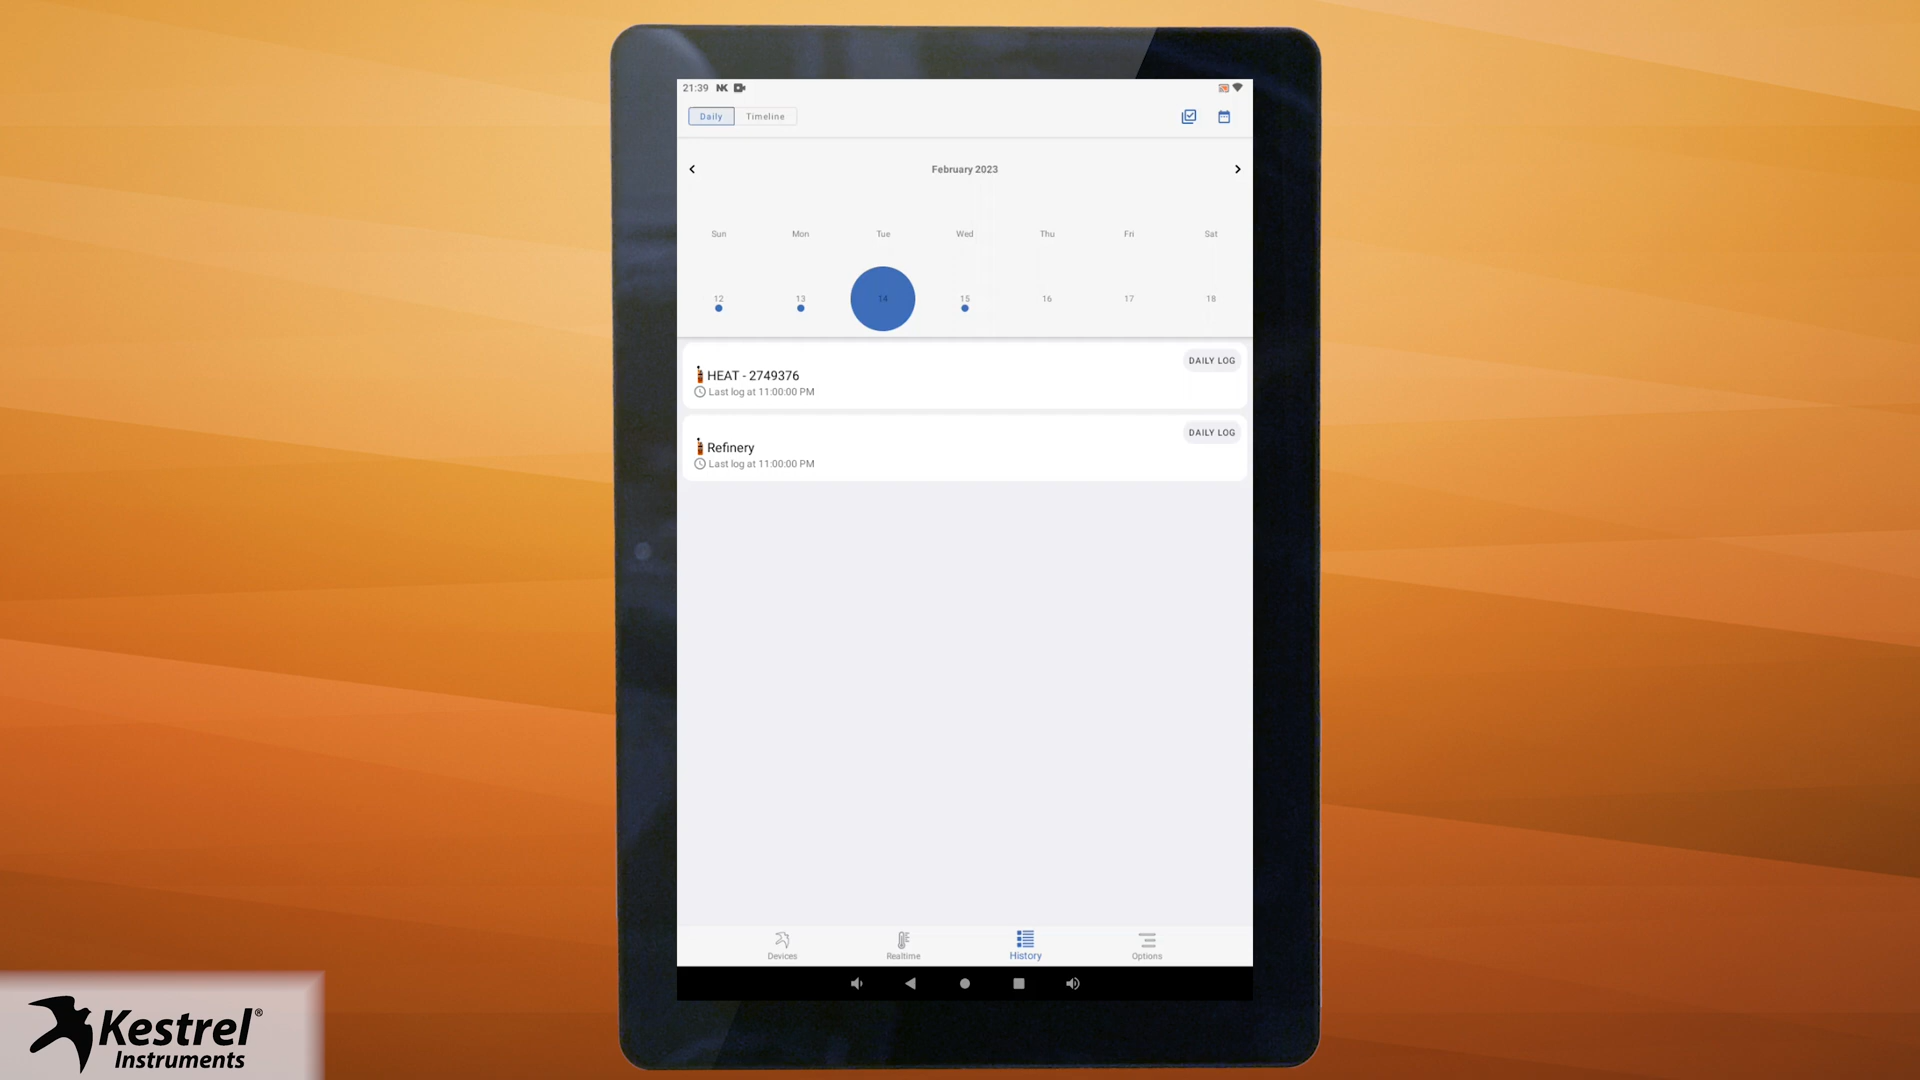 21:39 NK
Daily Timeline
February 2023
Sun Mon Tue Wed Thu Fri Sat
12 13 14 15 16 17 18
DAILY LOG
HEAT - 2749376
Last log at 11:00:00 PM
DAILY LOG
Refinery
Last log at 11:00:00 PM
Devices Realtime History Options
Kestrel®
Instruments